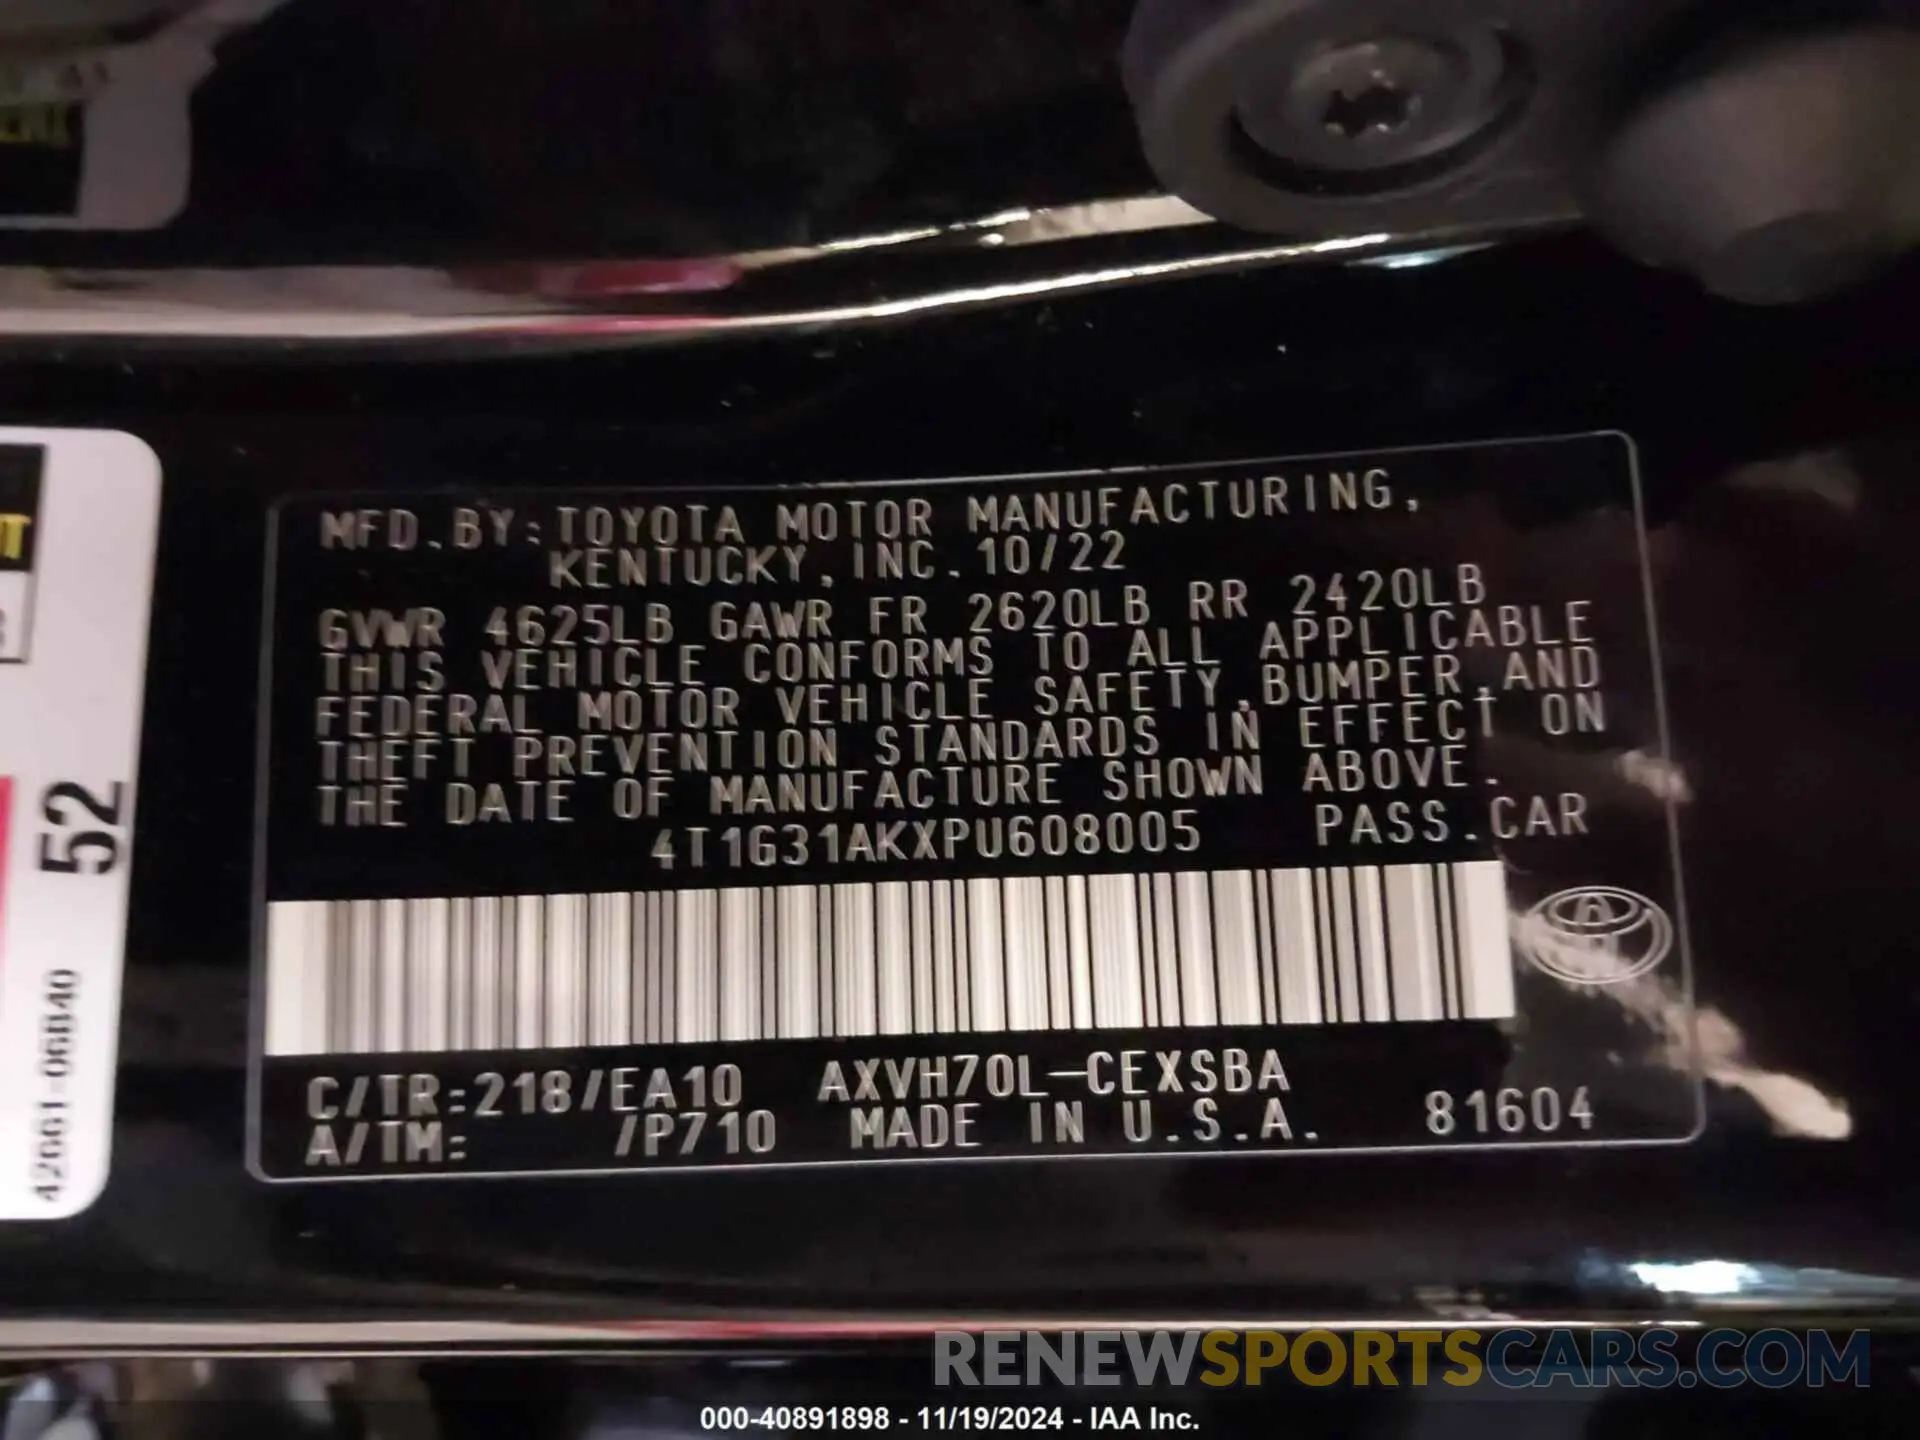 MFD.BY:TOYOTA MOTOR MANUFACTURING,
KENTUCKY,INC. 10/22
GVWR 4625LB GAWR FR 2620LB RR 2420LB
THIS VEHICLE CONFORMS TO ALL APPLICABLE
FEDERAL MOTOR VEHICLE SAFETY,BUMPER,AND
THEFT PREVENTION STANDARDS IN EFFECT ON
THE DATE OF MANUFACTURE SHOWN ABOVE.
4T1G31AKXPU608005 PASS.CAR
C/TR:218/EA10 AXVH70L-CEXSBA
A/TM: /P710 MADE IN U.S.A. 81604
52
42661-06840
RENEWSPORTSCARS.COM
000-40891898 - 11/19/2024 - IAA Inc.